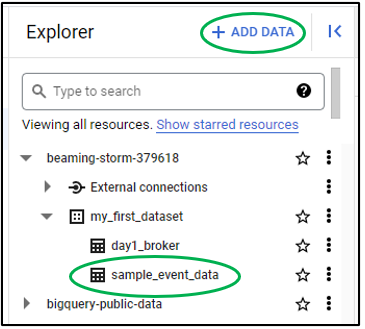 Explorer
+ ADD DATA
Type to search
Viewing all resources. Show starred resources
beaming-storm-379618
External connections
my_first_dataset
day1_broker
sample_event_data
bigquery-public-data